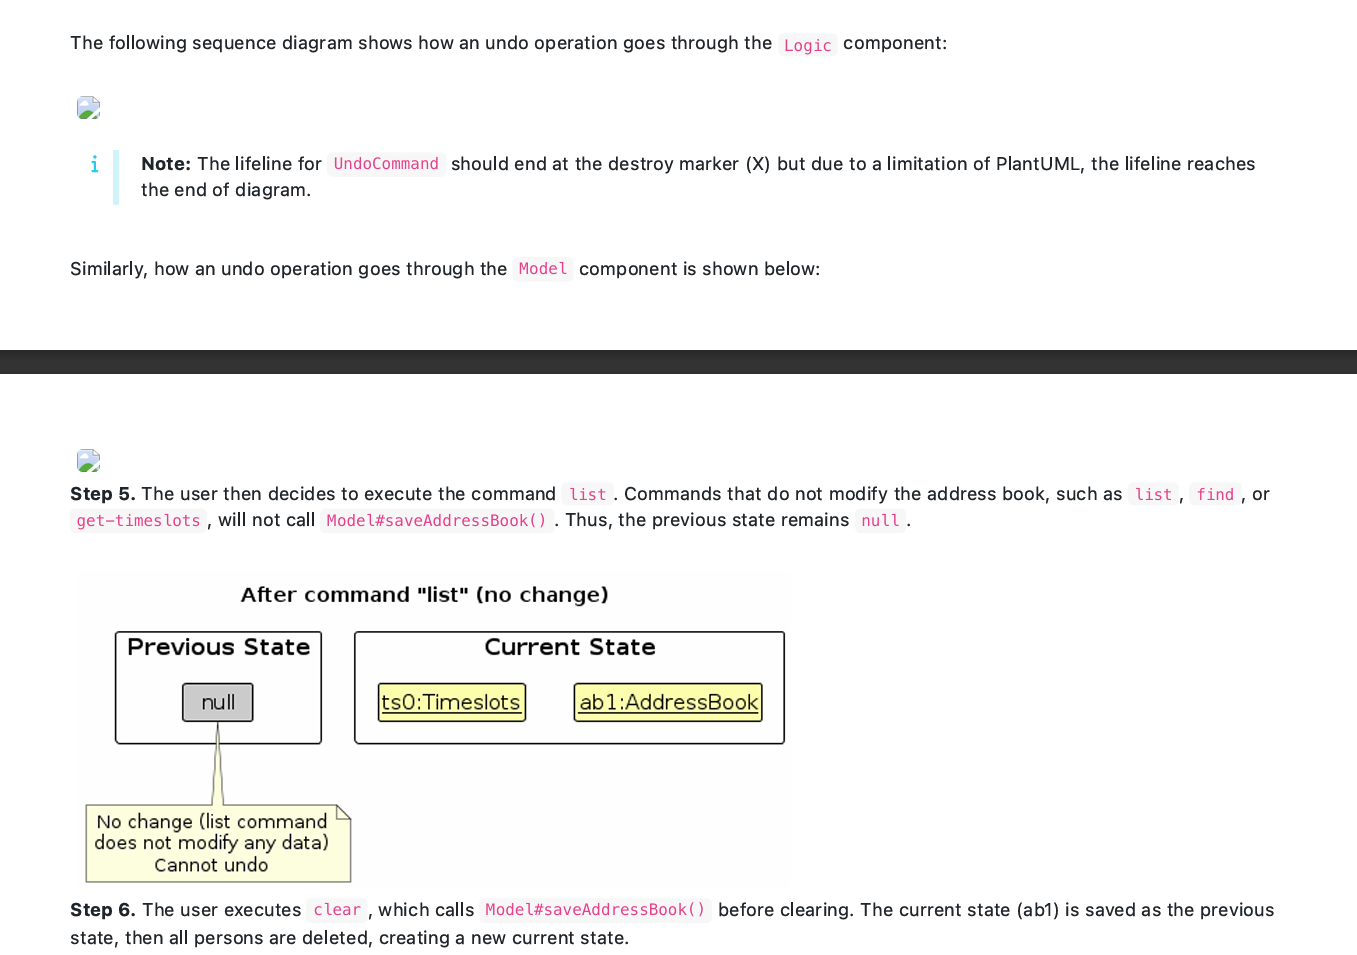 The following sequence diagram shows how an undo operation goes through the Logic component:
i
Note: The lifeline for UndoCommand should end at the destroy marker (X) but due to a limitation of PlantUML, the lifeline reaches
the end of diagram.
Similarly, how an undo operation goes through the Model component is shown below:
Step 5. The user then decides to execute the command list. Commands that do not modify the address book, such as list, find, or
get-timeslots, will not call Model#saveAddressBook(). Thus, the previous state remains null.
After command "list" (no change)
Previous State
Current State
null
ts0:Timeslots
ab1:AddressBook
No change (list command
does not modify any data)
Cannot undo
Step 6. The user executes clear, which calls Model#saveAddressBook() before clearing. The current state (ab1) is saved as the previous
state, then all persons are deleted, creating a new current state.